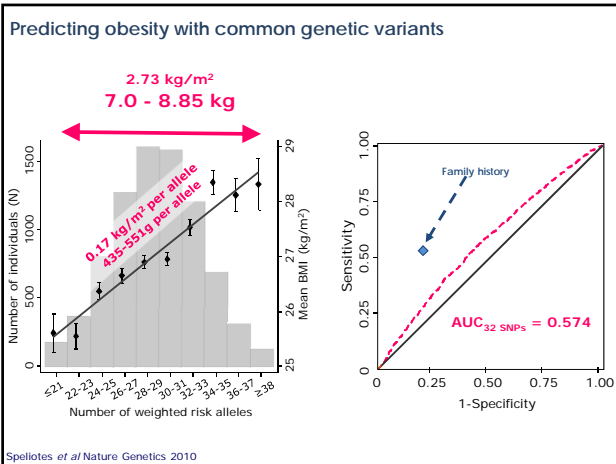 Predicting obesity with common genetic variants
2.73 kg/m²
7.0 - 8.85 kg
Number of individuals (N)
1500
1000
500
0
0.17 kg/m² per allele
435-551g per allele
29
28
27
26
25
Mean BMI (kg/m²)
≤21
22-23
24-25
26-27
28-29
30-31
32-33
34-35
36-37
≥38
Number of weighted risk alleles
Sensitivity
1.00
0.75
0.50
0.25
0
Family history
AUC32 SNPs = 0.574
0
0.25
0.50
0.75
1.00
1-Specificity
Speliotes et al Nature Genetics 2010